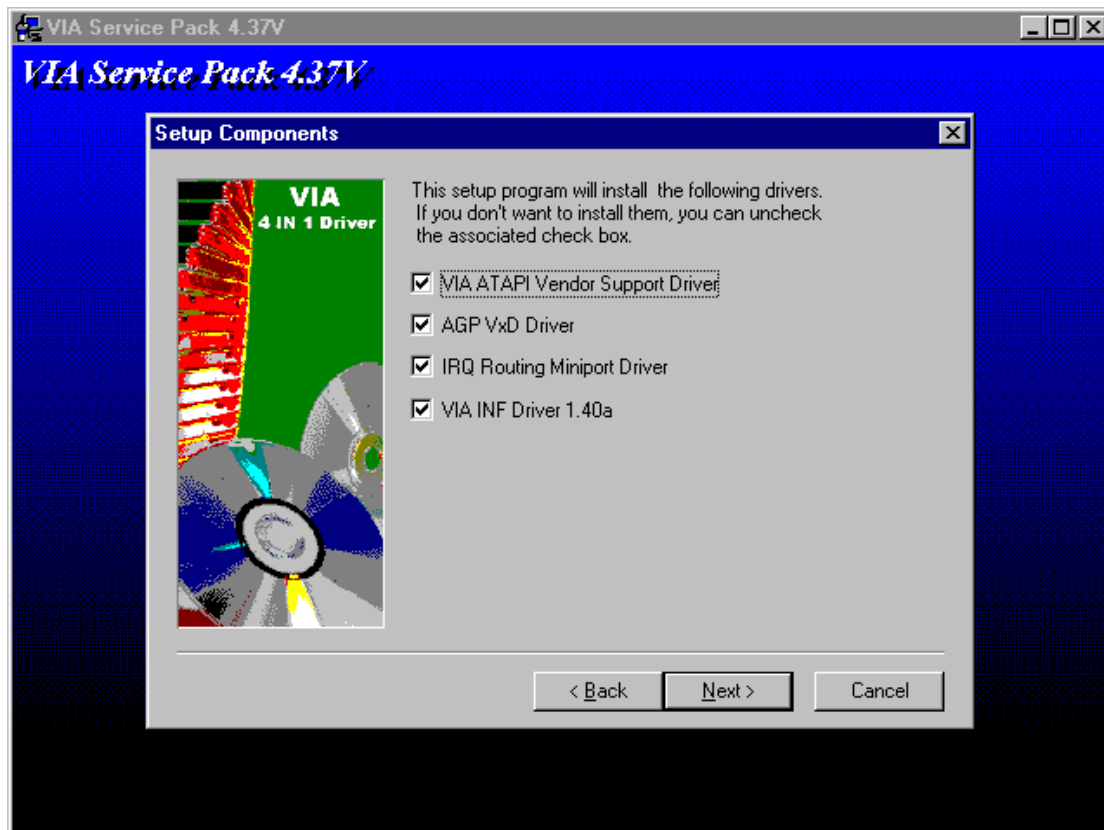 VIA Service Pack 4.37V
VIA Service Pack 4.37V
Setup Components
VIA
4 IN 1 Driver
This setup program will install the following drivers.
If you don't want to install them, you can uncheck
the associated check box.
VIA ATAPI Vendor Support Driver
AGP VxD Driver
IRQ Routing Miniport Driver
VIA INF Driver 1.40a
< Back
Next >
Cancel